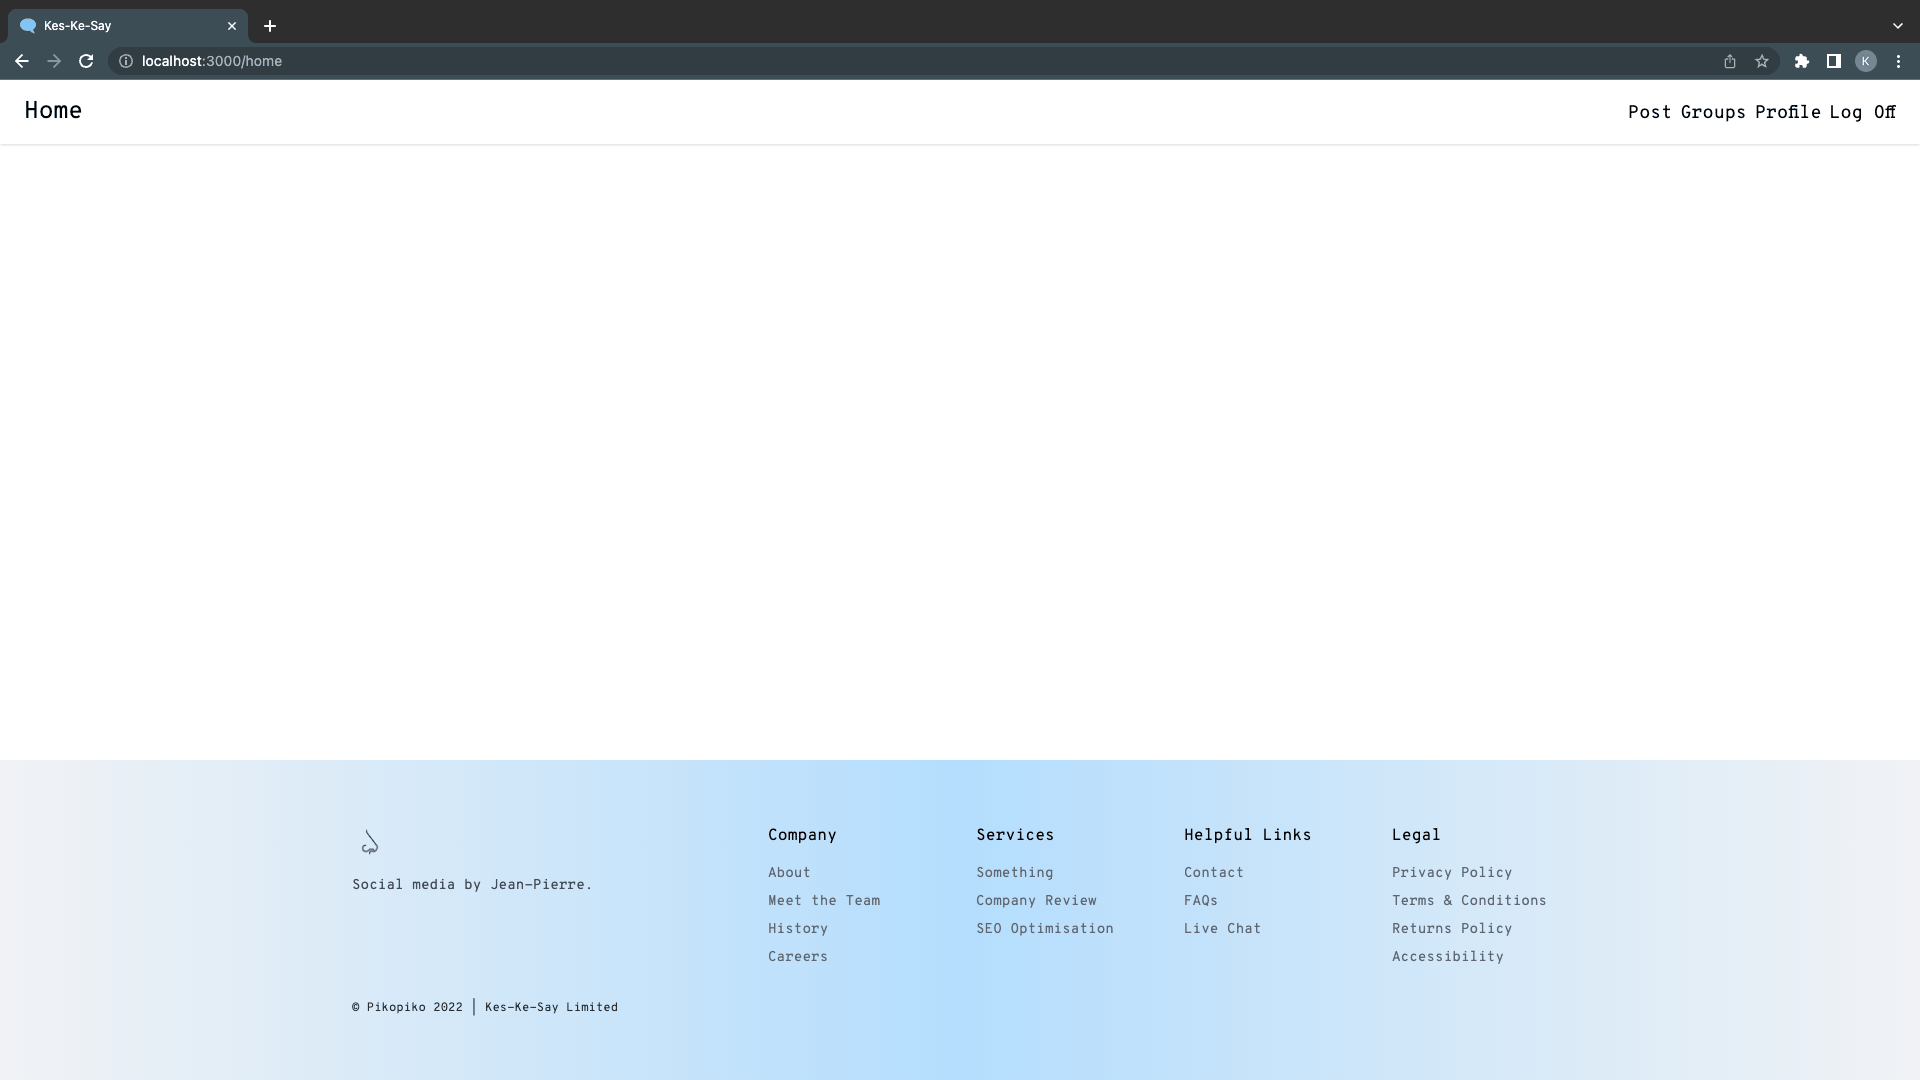 Kes-Ke-Say
localhost:3000/home
K
Home
Post Groups Profile Log Off
Company
About
Meet the Team
History
Careers
Services
Something
Company Review
SEO Optimisation
Helpful Links
Contact
FAQs
Live Chat
Legal
Privacy Policy
Terms & Conditions
Returns Policy
Accessibility
Social media by Jean-Pierre.
© Pikopiko 2022 | Kes-Ke-Say Limited